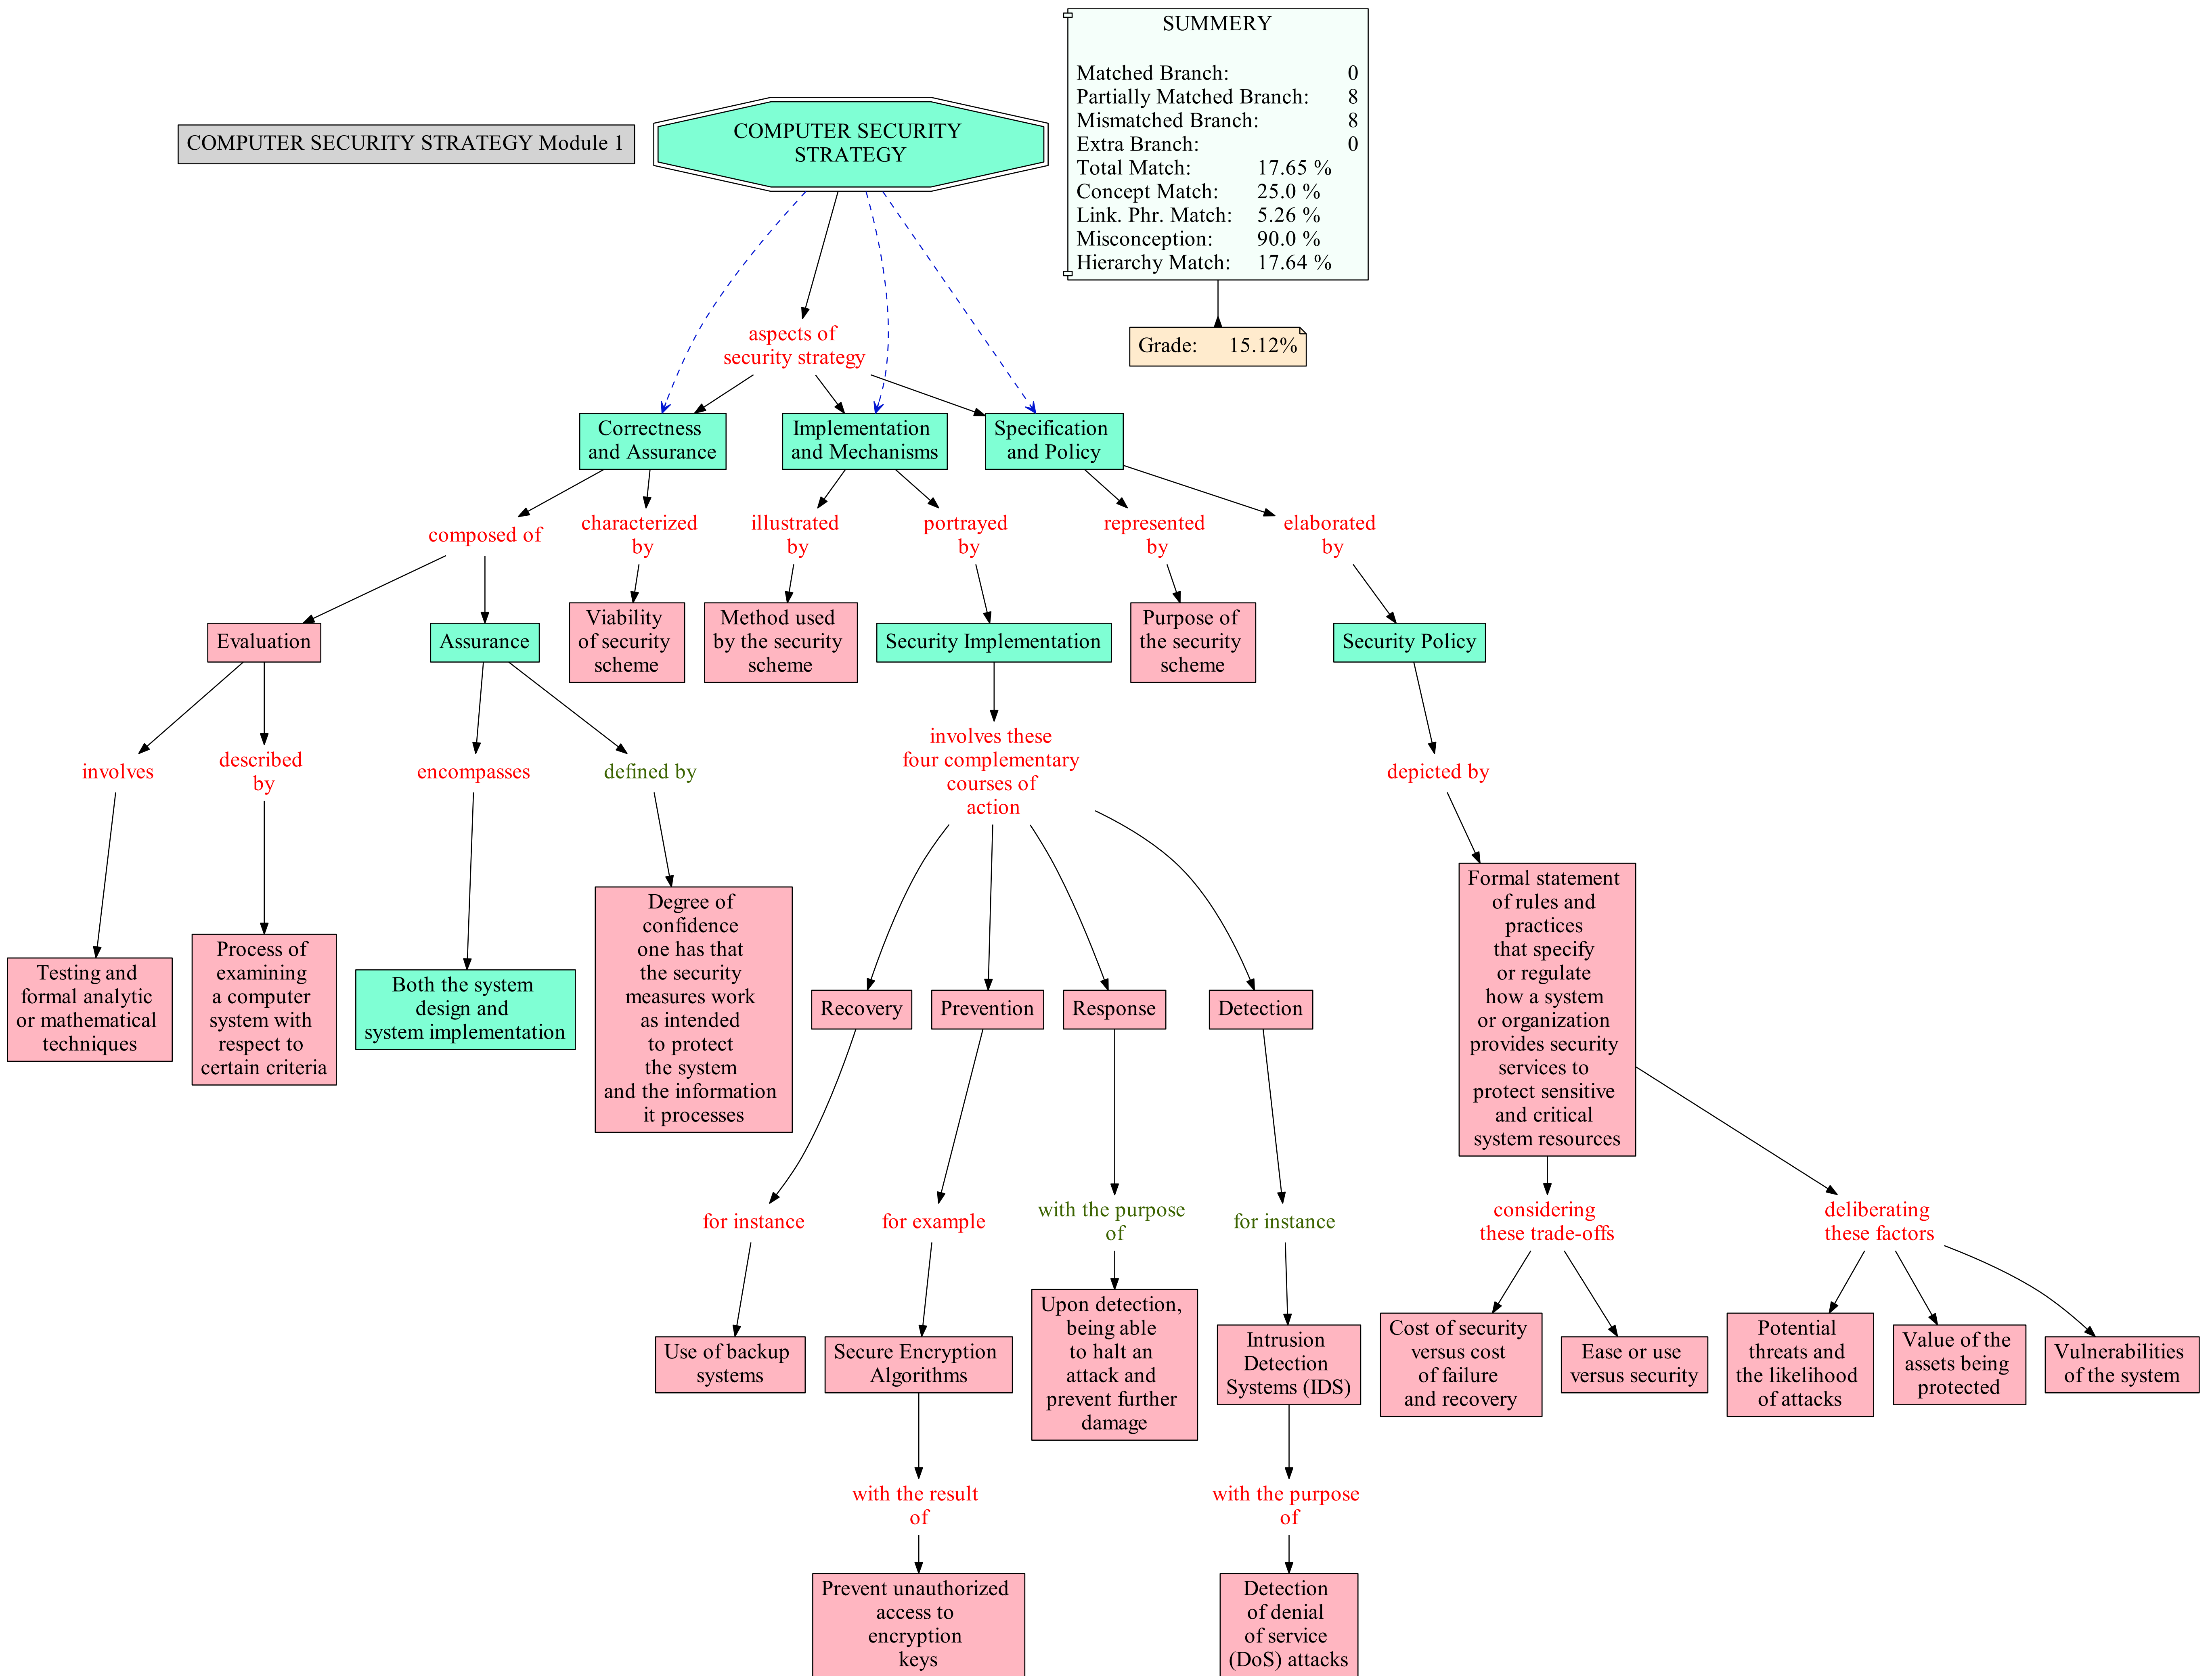 SUMMERY
Matched Branch: 0
Partially Matched Branch: 8
Mismatched Branch: 8
Extra Branch: 0
Total Match: 17.65 %
Concept Match: 25.0 %
Link. Phr. Match: 5.26 %
Misconception: 90.0 %
Hierarchy Match: 17.64 %
Grade: 15.12%
COMPUTER SECURITY STRATEGY Module 1
COMPUTER SECURITY
STRATEGY
aspects of
security strategy
Correctness
and Assurance
Implementation
and Mechanisms
Specification
and Policy
composed of
characterized
by
illustrated
by
portrayed
by
represented
by
elaborated
by
Evaluation
Assurance
Viability
of security
scheme
Method used
by the security
scheme
Security Implementation
Purpose of
the security
scheme
Security Policy
involves
described
by
encompasses
defined by
involves these
four complementary
courses of
action
depicted by
Testing and
formal analytic
or mathematical
techniques
Process of
examining
a computer
system with
respect to
certain criteria
Both the system
design and
system implementation
Degree of
confidence
one has that
the security
measures work
as intended
to protect
the system
and the information
it processes
Recovery
Prevention
Response
Detection
Formal statement
of rules and
practices
that specify
or regulate
how a system
or organization
provides security
services to
protect sensitive
and critical
system resources
for instance
for example
with the purpose
of
for instance
considering
these trade-offs
deliberating
these factors
Use of backup
systems
Secure Encryption
Algorithms
Upon detection,
being able
to halt an
attack and
prevent further
damage
Intrusion
Detection
Systems (IDS)
Cost of security
versus cost
of failure
and recovery
Ease or use
versus security
Potential
threats and
the likelihood
of attacks
Value of the
assets being
protected
Vulnerabilities
of the system
with the result
of
with the purpose
of
Prevent unauthorized
access to
encryption
keys
Detection
of denial
of service
(DoS) attacks